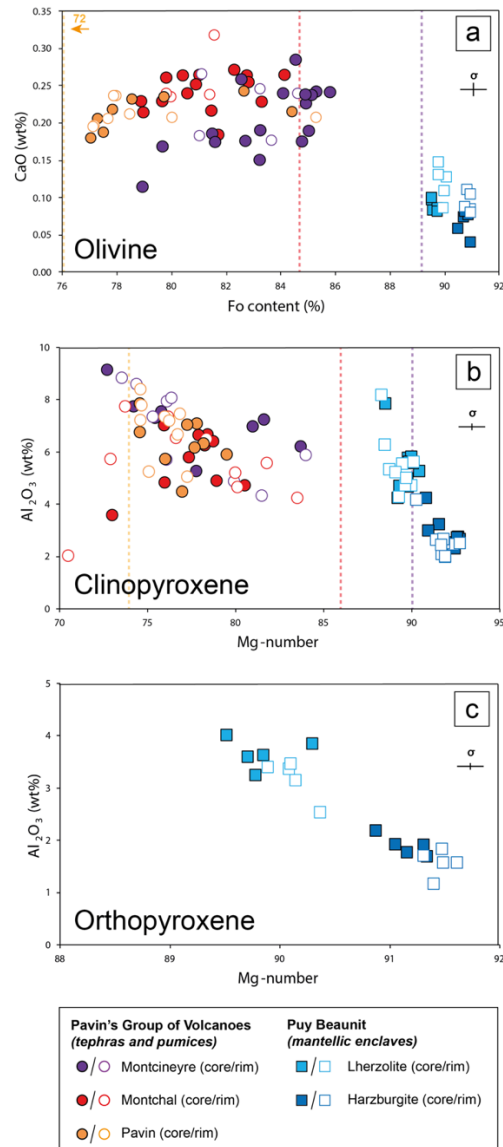 72
a
σ
CaO (wt%)
0.35
0.30
0.25
0.20
0.15
0.10
0.05
0.00
Olivine
76 78 80 82 84 86 88 90 92
Fo content (%)
b
σ
Al2O3 (wt%)
10
8
6
4
2
0
Clinopyroxene
70 75 80 85 90 95
Mg-number
c
σ
Al2O3 (wt%)
5
4
3
2
1
0
Orthopyroxene
88 89 90 91 92
Mg-number
Pavin's Group of Volcanoes
(tephras and pumices)
/ Montcineyre (core/rim)
/ Montchal (core/rim)
/ Pavin (core/rim)
Puy Beaunit
(mantellic enclaves)
/ Lherzolite (core/rim)
/ Harzburgite (core/rim)